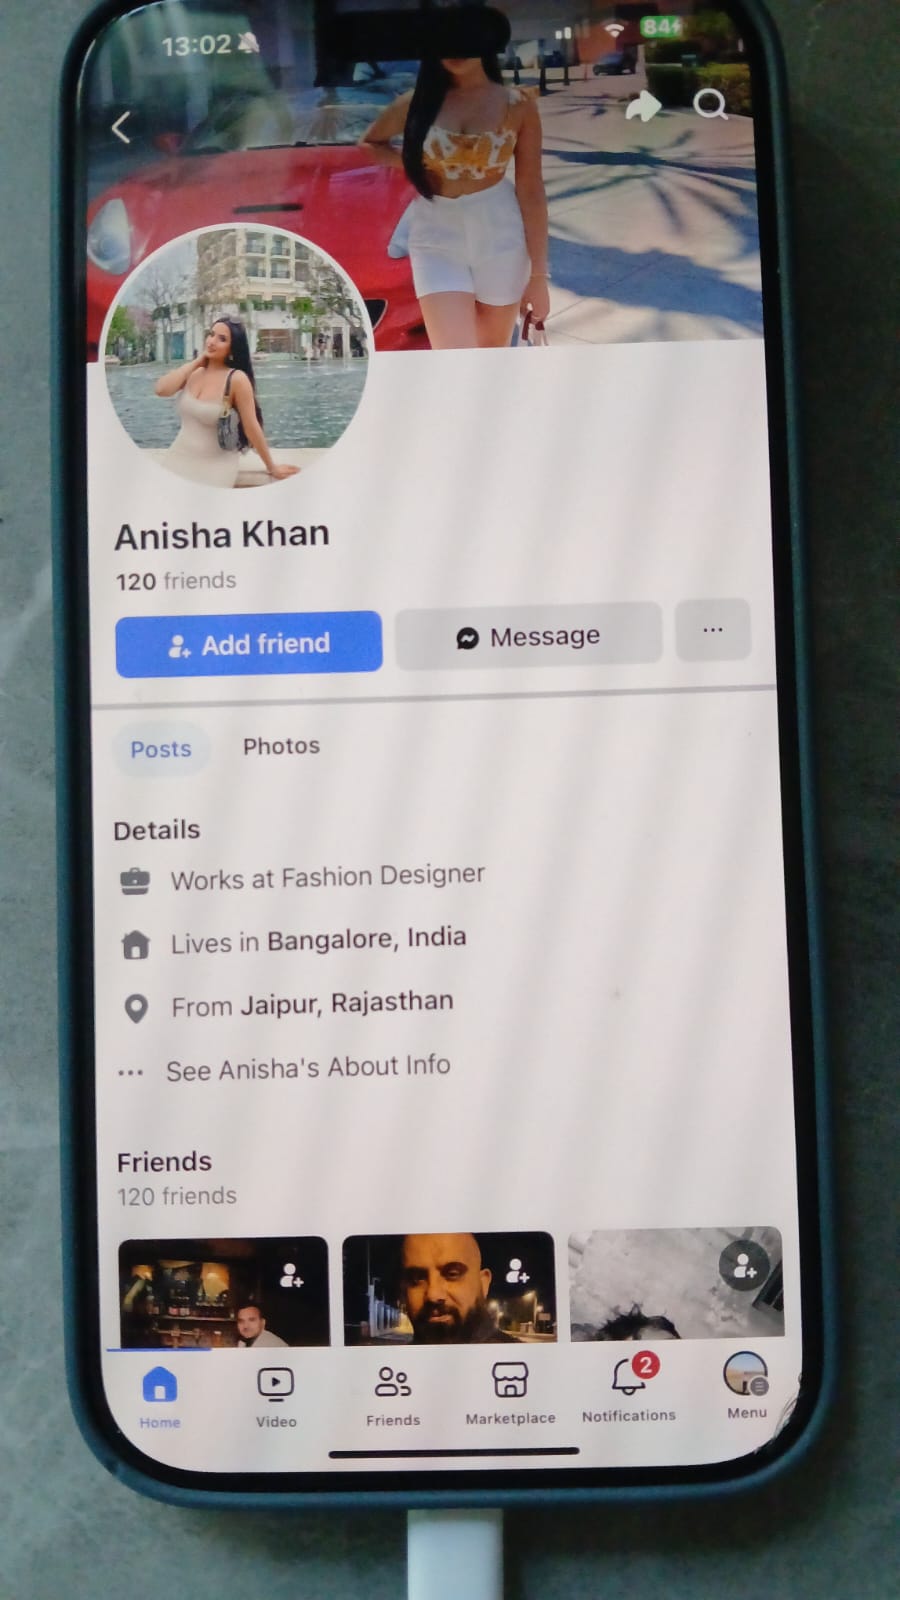 13:02
84
Anisha Khan
120 friends
Add friend
Message
Posts
Photos
Details
Works at Fashion Designer
Lives in Bangalore, India
From Jaipur, Rajasthan
See Anisha's About Info
Friends
120 friends
2
Home
Video
Friends
Marketplace
Notifications
Menu